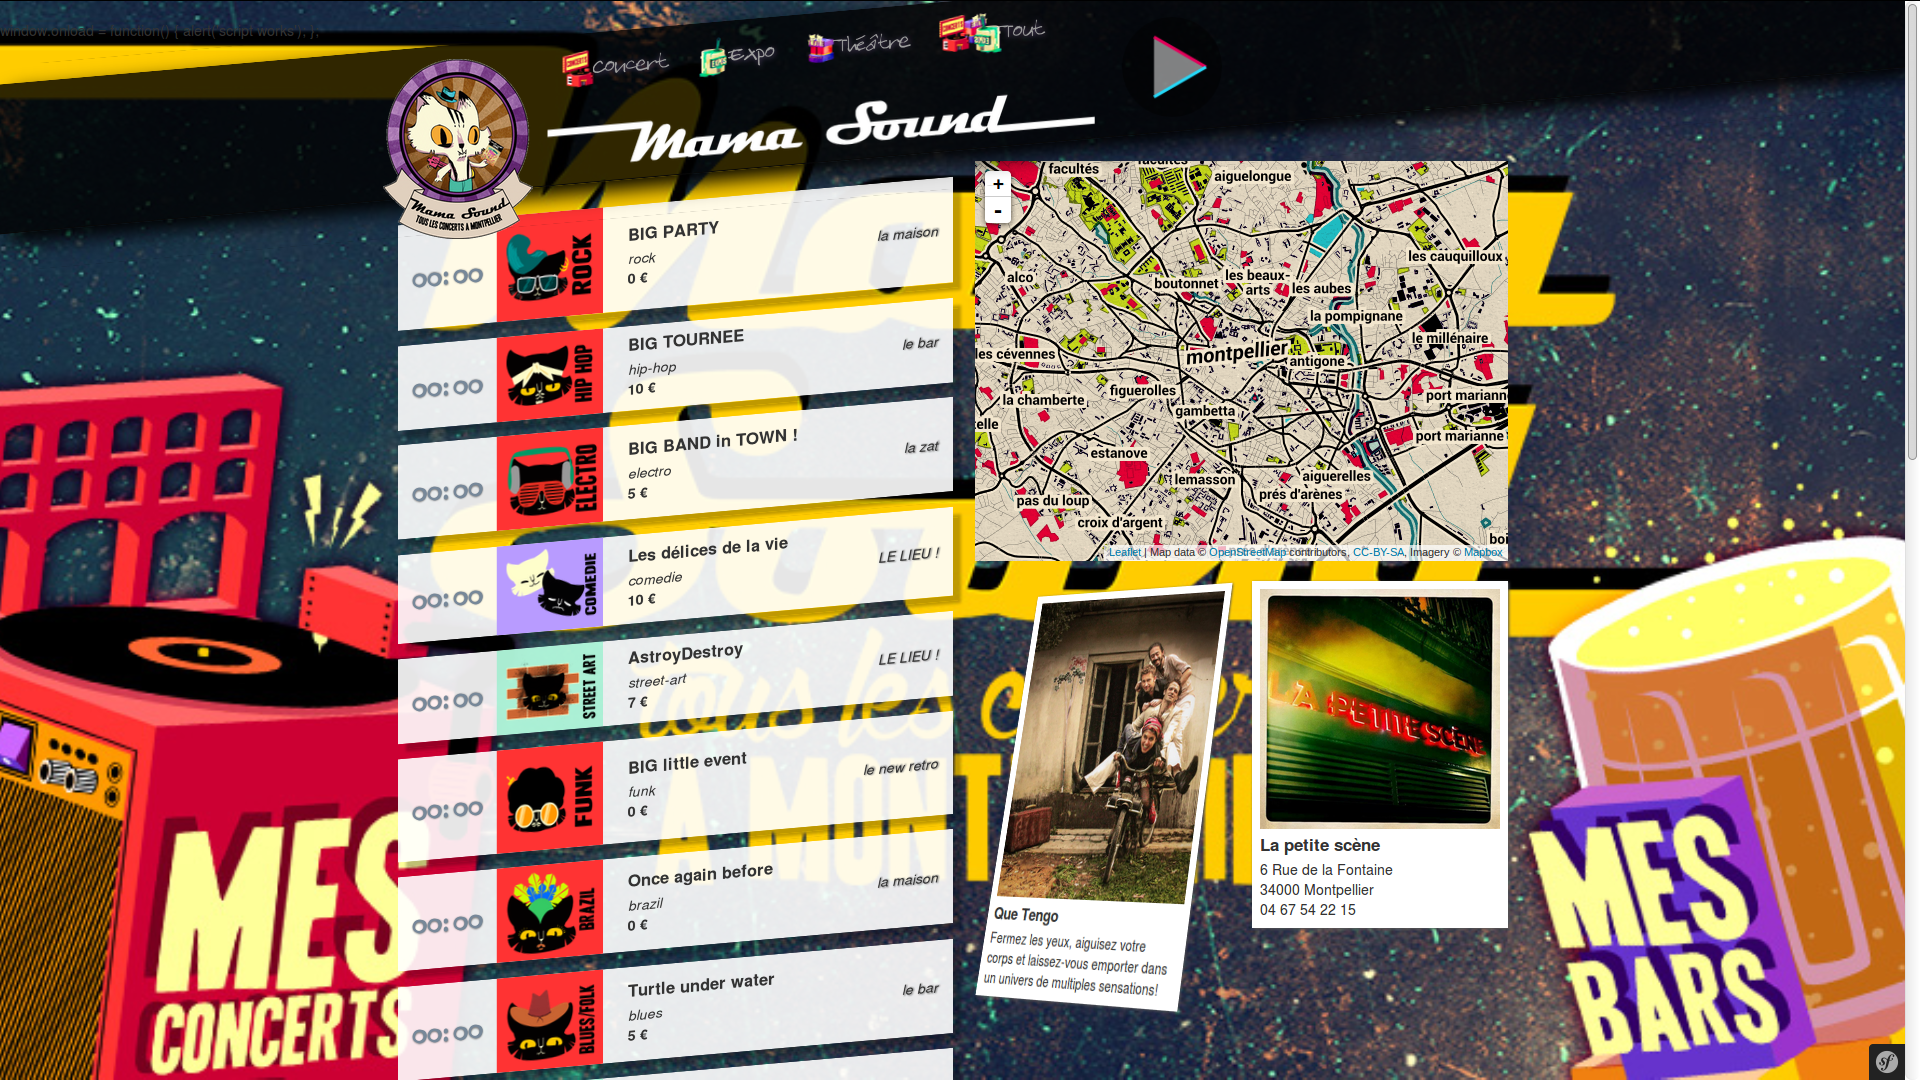 window.onload = function() { alert('script works'); };
Concert
Expo
Théâtre
Tout
Mama Sound
Mama Sound
TOUS LES CONCERTS A MONTPELLIER
00:00
ROCK
BIG PARTY
rock
0 €
la maison
00:00
HIP HOP
BIG TOURNEE
hip-hop
10 €
le bar
00:00
ELECTRO
BIG BAND in TOWN !
electro
5 €
la zat
00:00
COMEDIE
Les délices de la vie
comedie
10 €
LE LIEU !
00:00
STREET ART
AstroyDestroy
street-art
7 €
LE LIEU !
00:00
FUNK
BIG little event
funk
0 €
le new retro
00:00
BRAZIL
Once again before
brazil
0 €
la maison
00:00
BLUES/FOLK
Turtle under water
blues
5 €
le bar
+
-
facultés
facultés
aiguelongue
les cauquilloux
alco
boutonnet
les beaux-
arts
les aubes
la pompignane
le millénaire
les cévennes
montpellier
antigone
la chamberte
figuerolles
gambetta
port marianne
port marianne
estanove
lemasson
aiguerelles
prés d'arènes
pas du loup
croix d'argent
Leaflet | Map data © OpenStreetMap contributors, CC-BY-SA, Imagery © Mapbox
Que Tengo
Fermez les yeux, aiguisez votre
corps et laissez-vous emporter dans
un univers de multiples sensations!
LA PETITE SCÈNE
La petite scène
6 Rue de la Fontaine
34000 Montpellier
04 67 54 22 15
MES
CONCERTS
MES
BARS
tous les
sf